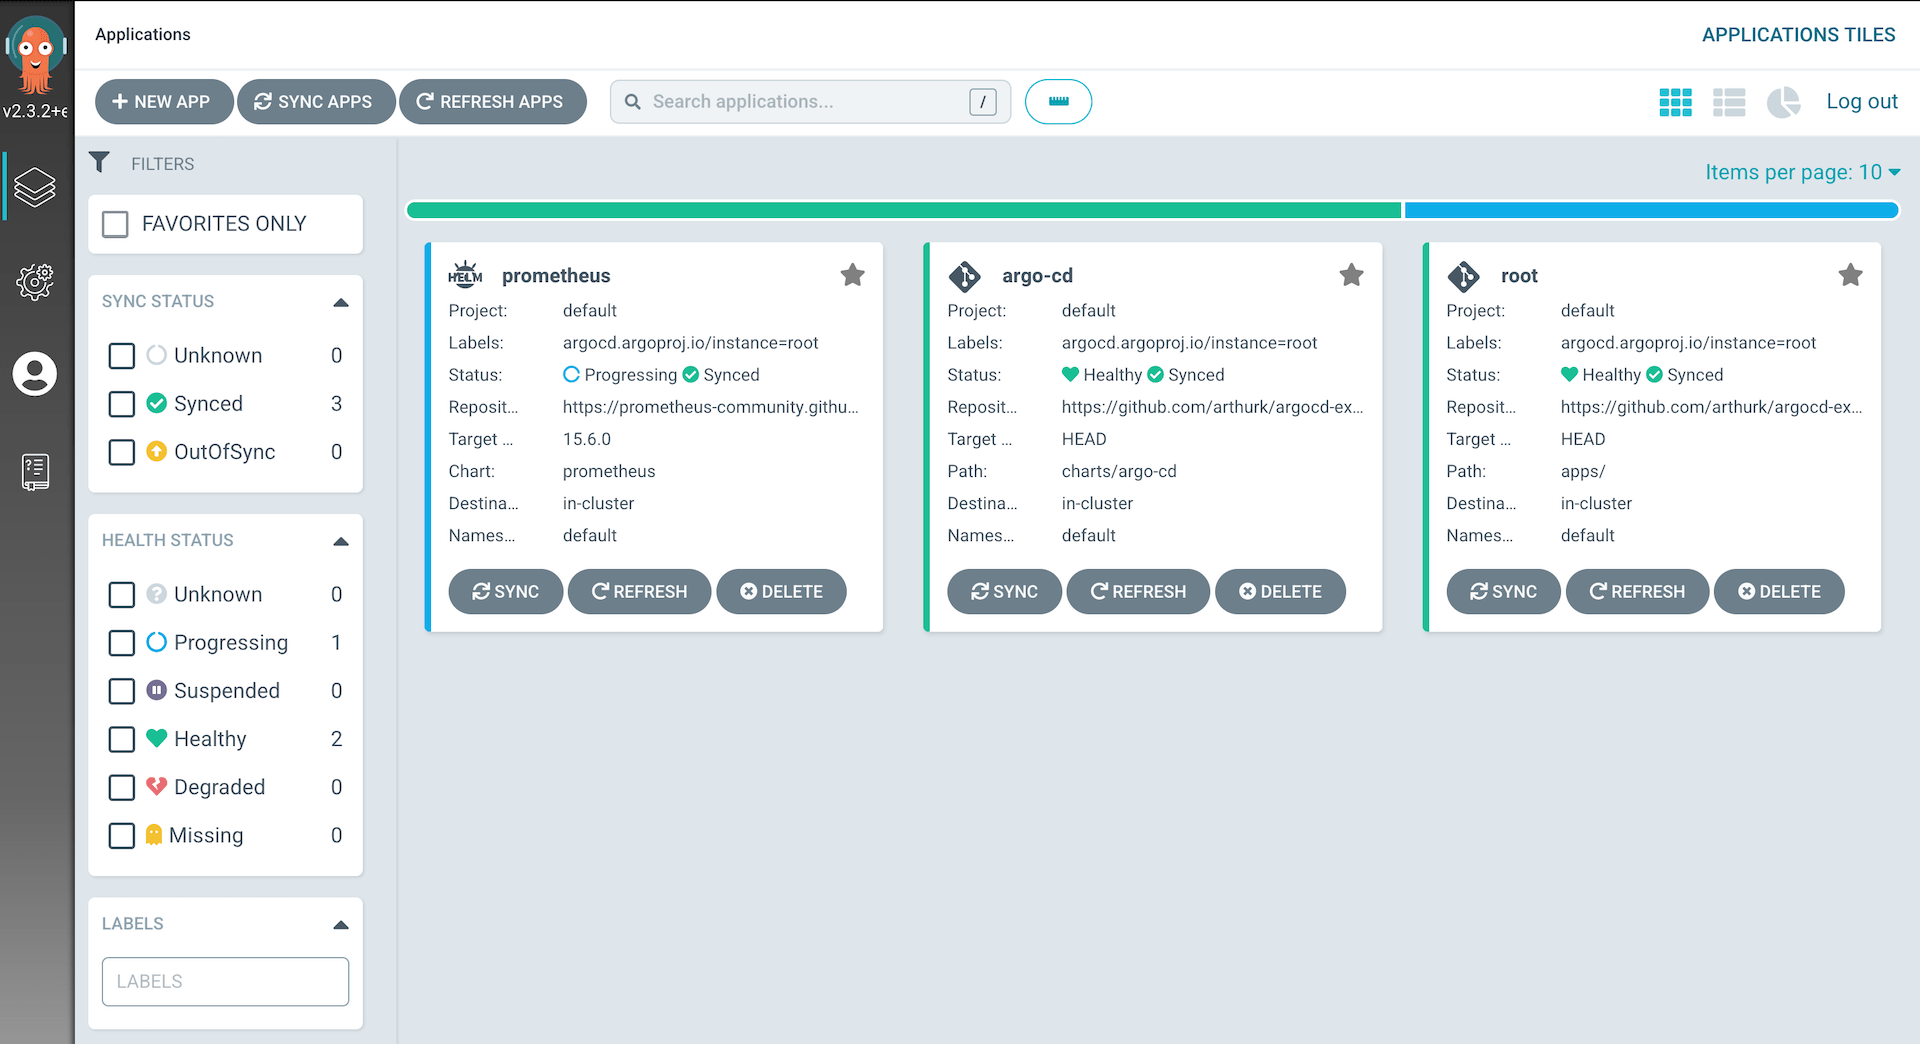 Applications
APPLICATIONS TILES
v2.3.2+e
NEW APP
SYNC APPS
REFRESH APPS
Search applications...
/
Log out
FILTERS
Items per page: 10
FAVORITES ONLY
SYNC STATUS
Unknown 0
Synced 3
OutOfSync 0
HEALTH STATUS
Unknown 0
Progressing 1
Suspended 0
Healthy 2
Degraded 0
Missing 0
LABELS
LABELS
HELM
prometheus
Project: default
Labels: argocd.argoproj.io/instance=root
Status: Progressing Synced
Reposit... https://prometheus-community.githu...
Target ... 15.6.0
Chart: prometheus
Destina... in-cluster
Names... default
SYNC REFRESH DELETE
argo-cd
Project: default
Labels: argocd.argoproj.io/instance=root
Status: Healthy Synced
Reposit... https://github.com/arthurk/argocd-ex...
Target ... HEAD
Path: charts/argo-cd
Destina... in-cluster
Names... default
SYNC REFRESH DELETE
root
Project: default
Labels: argocd.argoproj.io/instance=root
Status: Healthy Synced
Reposit... https://github.com/arthurk/argocd-ex...
Target ... HEAD
Path: apps/
Destina... in-cluster
Names... default
SYNC REFRESH DELETE